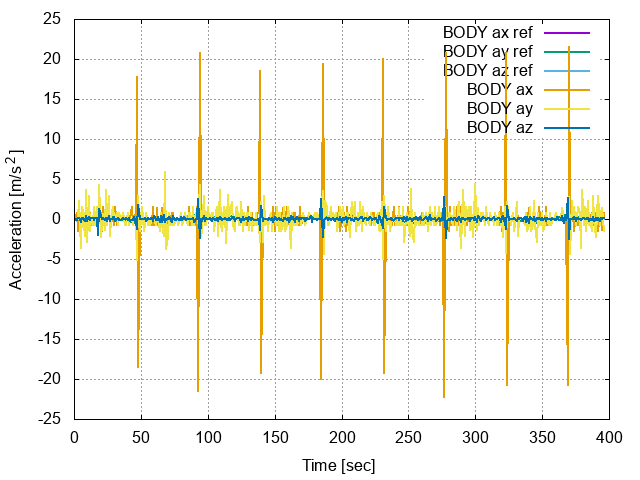 25
20
15
10
5
0
-5
-10
-15
-20
-25
0 50 100 150 200 250 300 350 400
Acceleration [m/s²]
Time [sec]
BODY ax ref
BODY ay ref
BODY az ref
BODY ax
BODY ay
BODY az